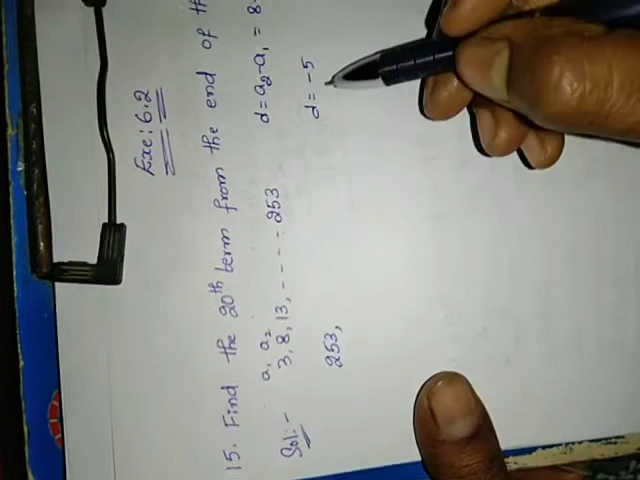 Exe: 6.2
15. Find the 20th term from the end of th
a₁ a₂
Sol:- 3, 8, 13, - - - - - 253 d = a₂-a₁ = 8-
253, d = -5